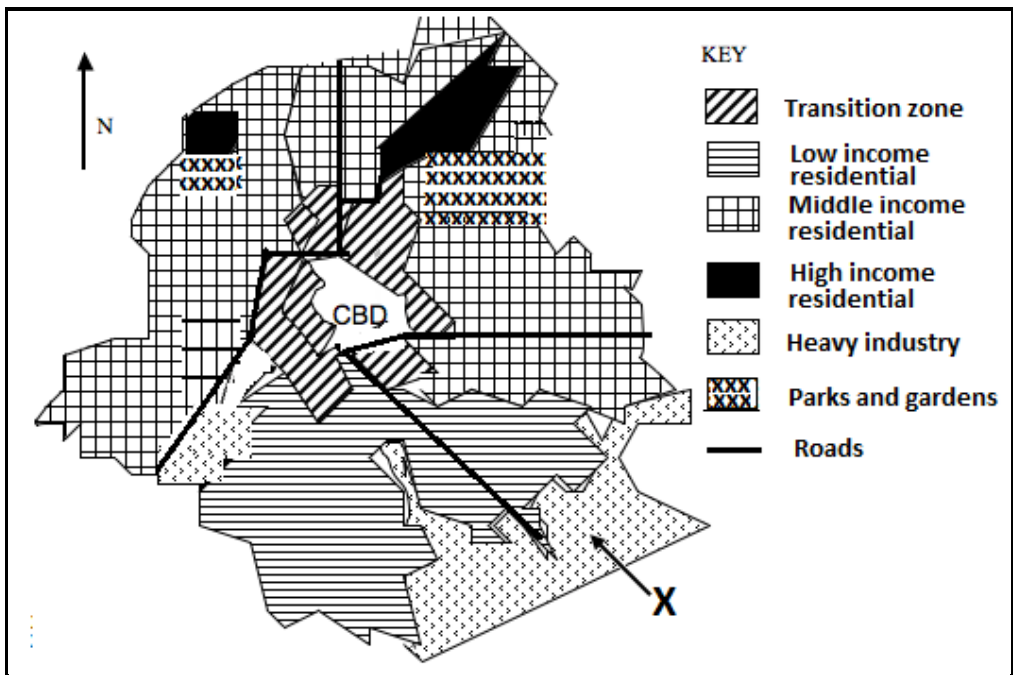 N
KEY
Transition zone
Low income
residential
Middle income
residential
High income
residential
Heavy industry
Parks and gardens
Roads
CBD
X